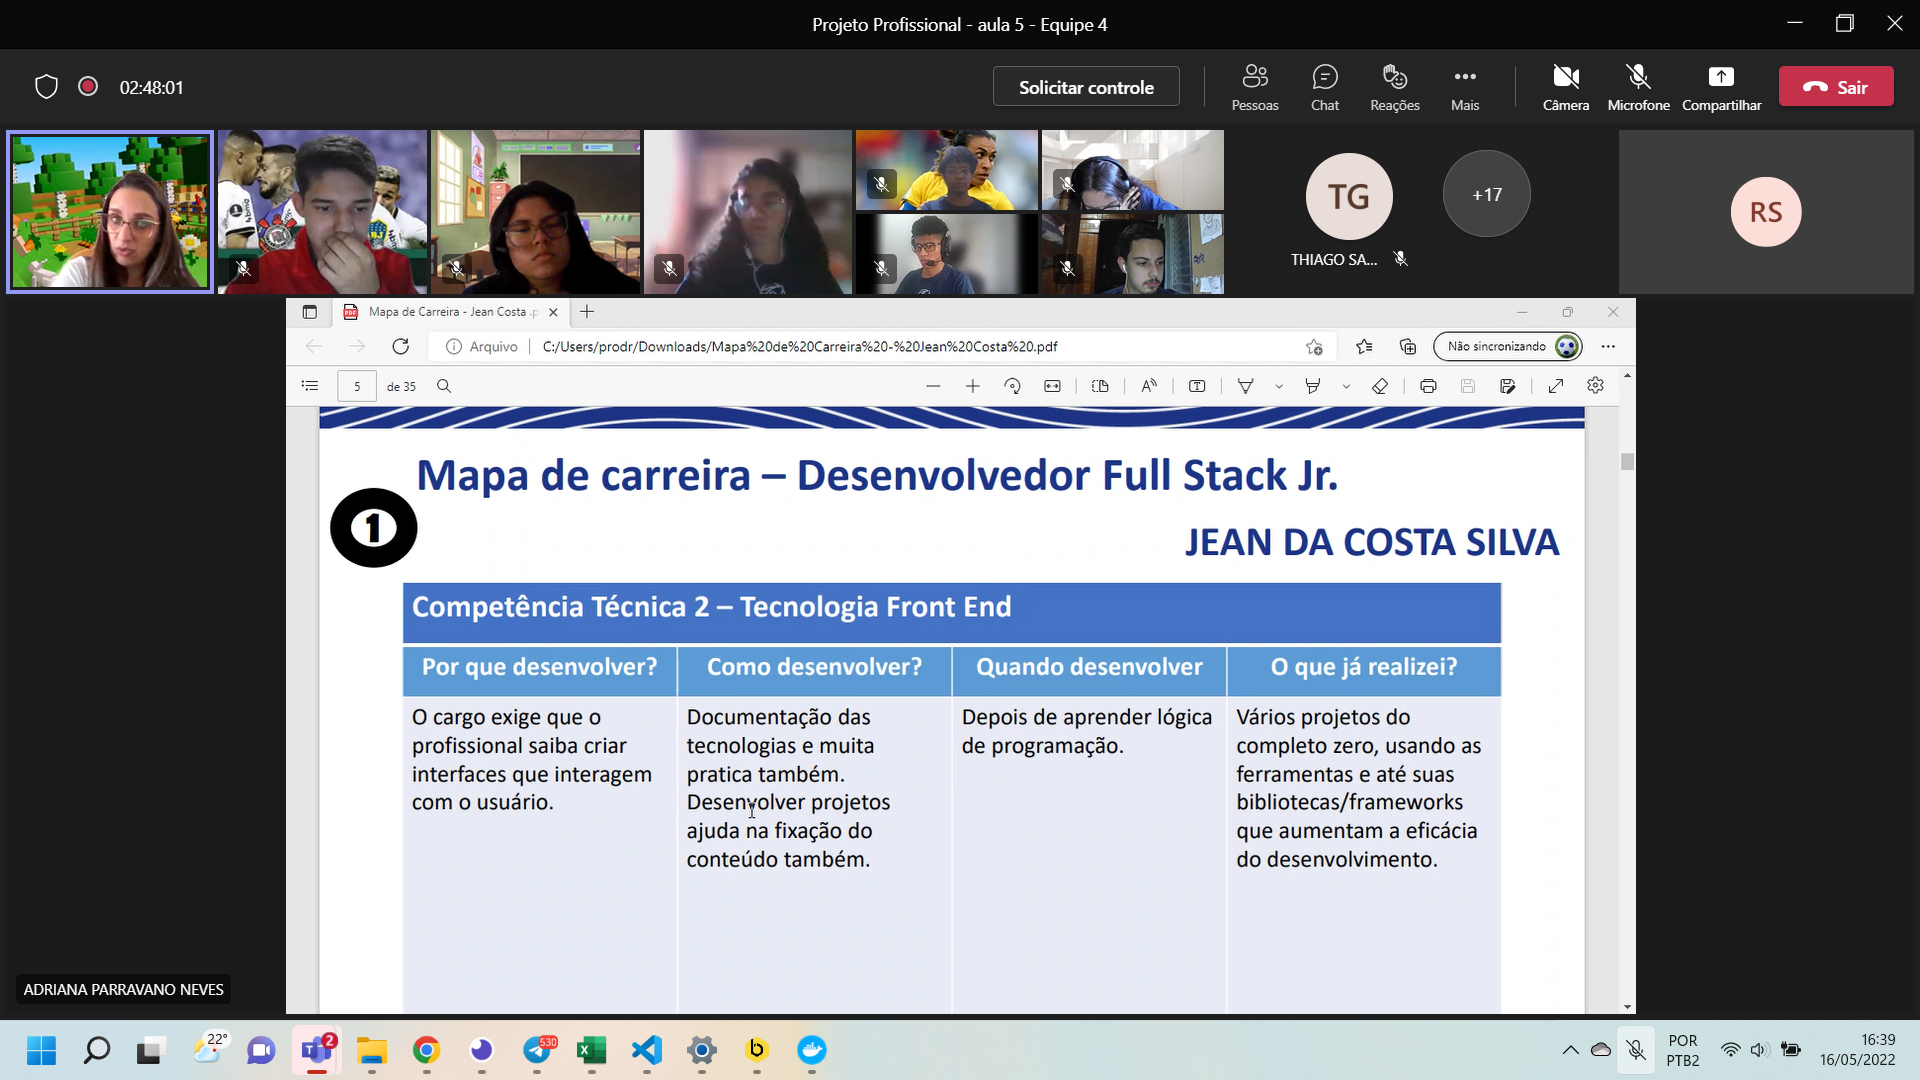 Projeto Profissional - aula 5 - Equipe 4
02:48:01
Solicitar controle
Pessoas
Chat
Reações
Mais
Câmera
Microfone
Compartilhar
Sair
TG
THIAGO SA...
+17
RS
Mapa de Carreira - Jean Costa .p
Arquivo
C:/Users/prodr/Downloads/Mapa%20de%20Carreira%20-%20Jean%20Costa%20.pdf
Não sincronizando
5 de 35
Mapa de carreira – Desenvolvedor Full Stack Jr.
1
JEAN DA COSTA SILVA
Competência Técnica 2 – Tecnologia Front End
Por que desenvolver?
Como desenvolver?
Quando desenvolver
O que já realizei?
O cargo exige que o
profissional saiba criar
interfaces que interagem
com o usuário.
Documentação das
tecnologias e muita
pratica também.
Desenvolver projetos
ajuda na fixação do
conteúdo também.
Depois de aprender lógica
de programação.
Vários projetos do
completo zero, usando as
ferramentas e até suas
bibliotecas/frameworks
que aumentam a eficácia
do desenvolvimento.
ADRIANA PARRAVANO NEVES
22°
2
530
POR
PTB2
16:39
16/05/2022